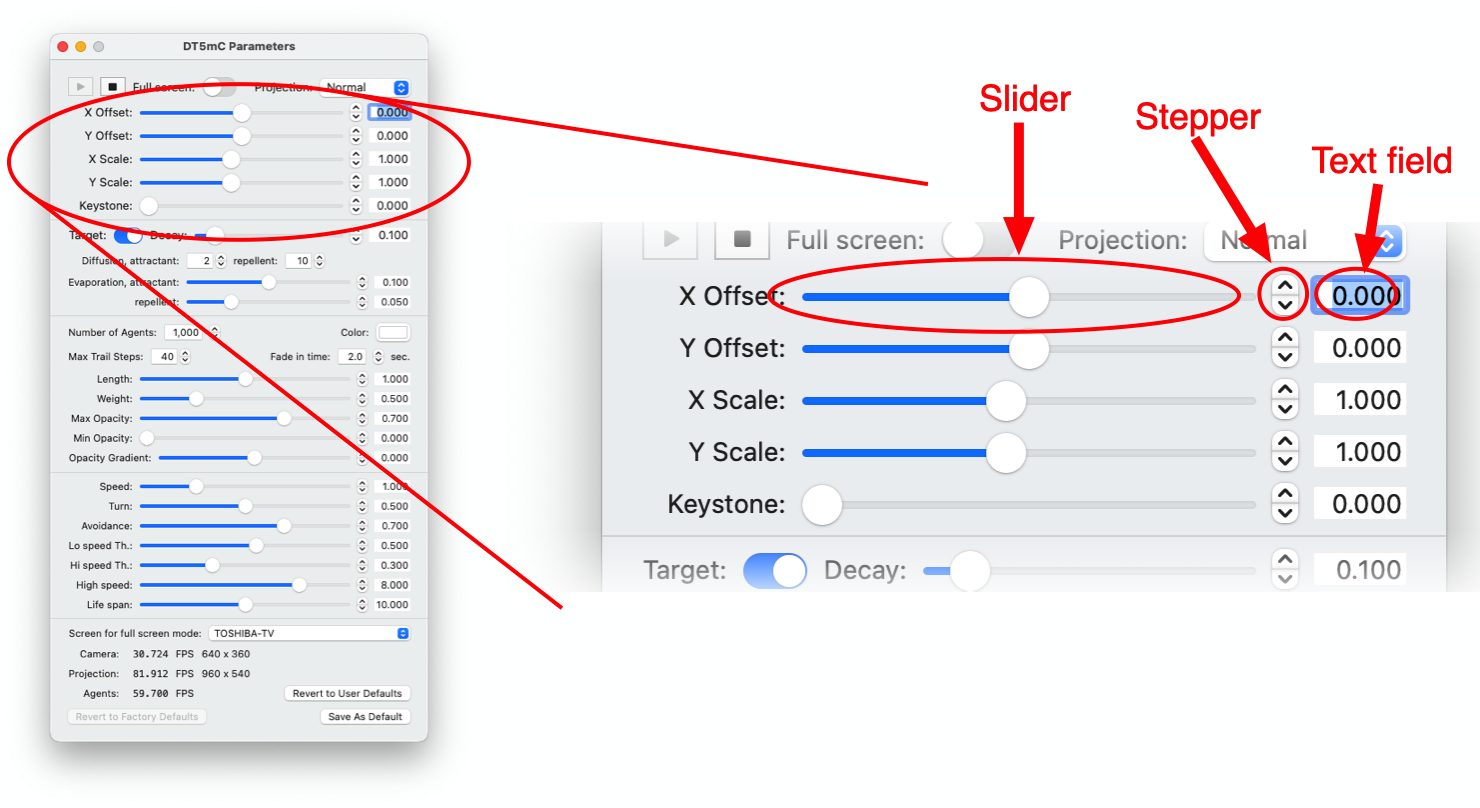 DT5mC Parameters
Full screen: Projection: Normal
X Offset: 0.000
Y Offset: 0.000
X Scale: 1.000
Y Scale: 1.000
Keystone: 0.000
Target: Decay: 0.100
Diffusion, attractant: 2 repellent: 10
Evaporation, attractant: 0.100
repellent: 0.050
Number of Agents: 1,000 Color:
Max Trail Steps: 40 Fade in time: 2.0 sec.
Length: 1.000
Weight: 0.500
Max Opacity: 0.700
Min Opacity: 0.000
Opacity Gradient: 0.000
Speed: 1.000
Turn: 0.500
Avoidance: 0.700
Lo speed Th.: 0.500
Hi speed Th.: 0.300
High speed: 8.000
Life span: 10.000
Screen for full screen mode: TOSHIBA-TV
Camera: 30.724 FPS 640 x 360
Projection: 81.912 FPS 960 x 540
Agents: 59.700 FPS
Revert to User Defaults
Revert to Factory Defaults
Save As Default
Slider
Stepper
Text field
Full screen: Projection: Normal
X Offset: 0.000
Y Offset: 0.000
X Scale: 1.000
Y Scale: 1.000
Keystone: 0.000
Target: Decay: 0.100